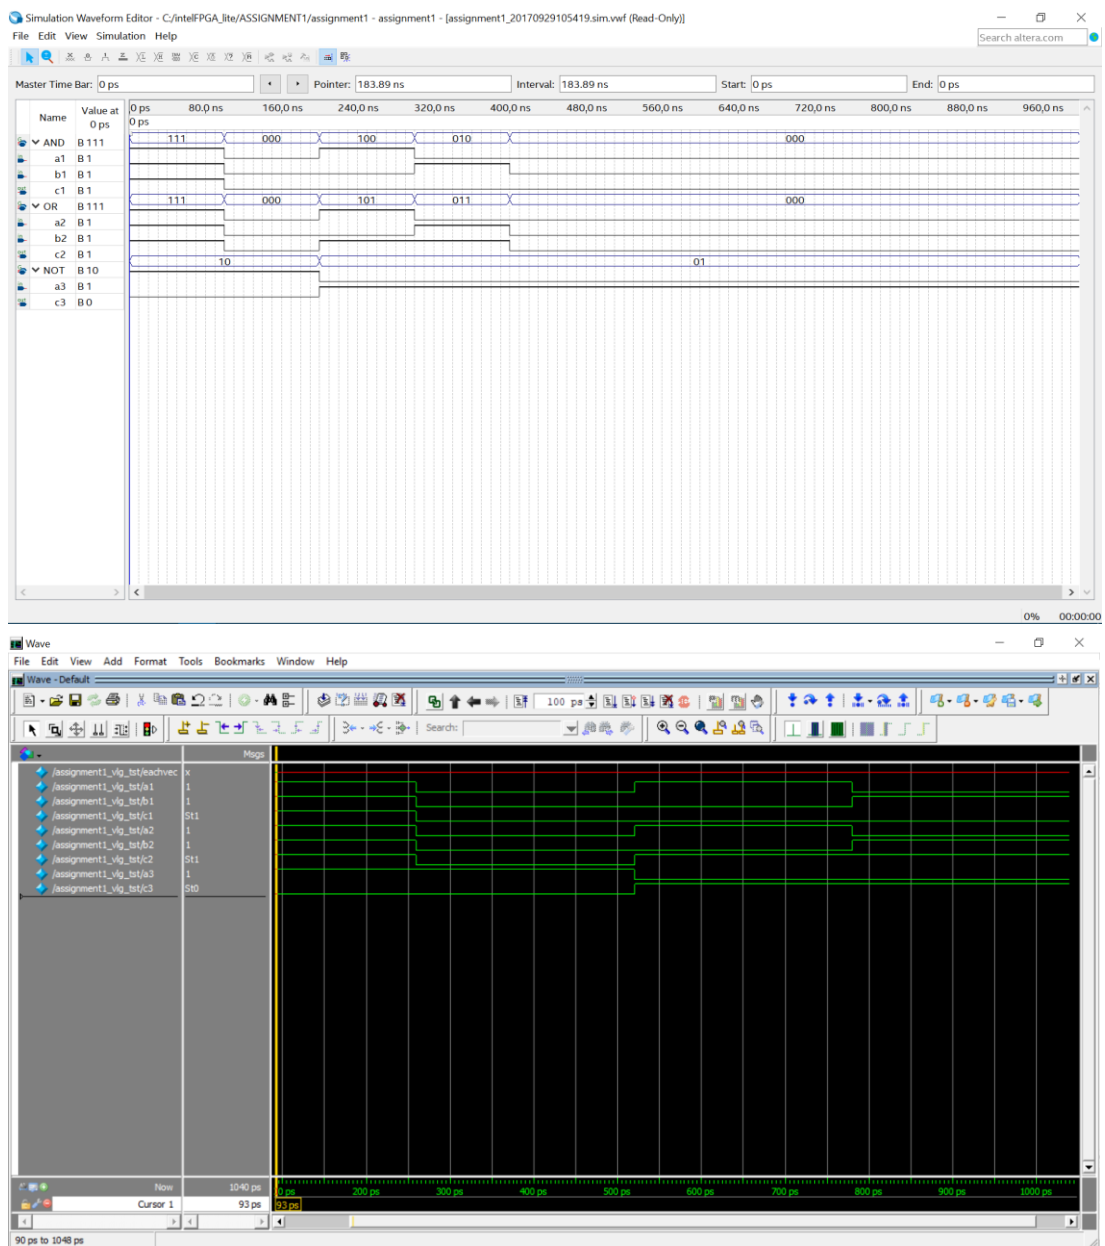 Simulation Waveform Editor - C:/intelFPGA_lite/ASSIGNMENT1/assignment1 - assignment1 - [assignment1_20170929105419.sim.vwf (Read-Only)]
File Edit View Simulation Help
Search altera.com
Master Time Bar: 0 ps Pointer: 183.89 ns Interval: 183.89 ns Start: 0 ps End: 0 ps
Name Value at 0 ps
0 ps 80.0 ns 160,0 ns 240,0 ns 320,0 ns 400,0 ns 480,0 ns 560,0 ns 640,0 ns 720,0 ns 800,0 ns 880,0 ns 960,0 ns
0 ps
AND B 111 111 000 100 010 000
a1 B 1
b1 B 1
c1 B 1
OR B 111 111 000 101 011 000
a2 B 1
b2 B 1
c2 B 1
NOT B 10 10 01
a3 B 1
c3 B 0
0% 00:00:00
Wave
File Edit View Add Format Tools Bookmarks Window Help
Wave - Default
100 ps
Search:
Msgs
/assignment1_vlg_tst/eachvec x
/assignment1_vlg_tst/a1 1
/assignment1_vlg_tst/b1 1
/assignment1_vlg_tst/c1 St1
/assignment1_vlg_tst/a2 1
/assignment1_vlg_tst/b2 1
/assignment1_vlg_tst/c2 St1
/assignment1_vlg_tst/a3 1
/assignment1_vlg_tst/c3 St0
Now 1040 ps 200 ps 300 ps 400 ps 500 ps 600 ps 700 ps 800 ps 900 ps 1000 ps
Cursor 1 93 ps 93 ps
90 ps to 1048 ps